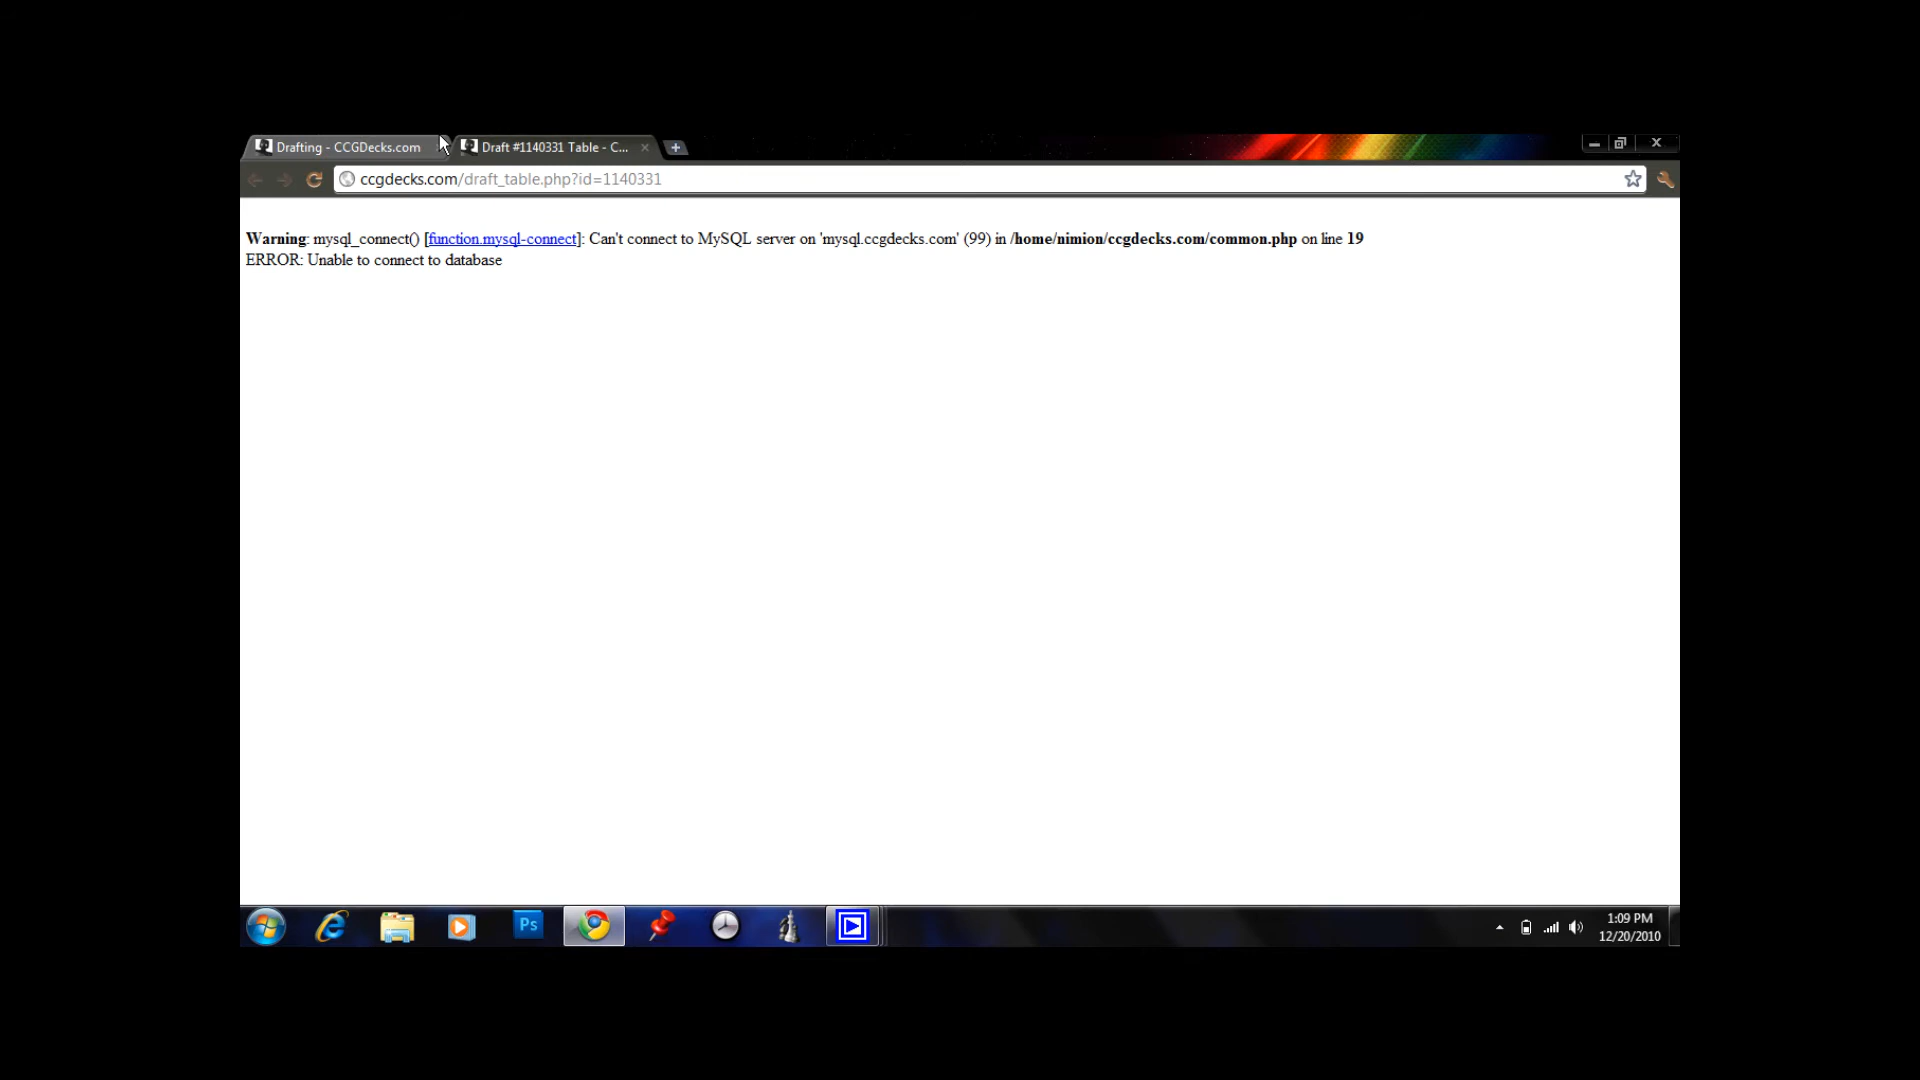 Drafting - CCGDecks.com
Draft #1140331 Table - C...
ccgdecks.com/draft_table.php?id=1140331
Warning: mysql_connect() [function.mysql-connect]: Can't connect to MySQL server on 'mysql.ccgdecks.com' (99) in /home/nimion/ccgdecks.com/common.php on line 19
ERROR: Unable to connect to database
Ps
1:09 PM
12/20/2010